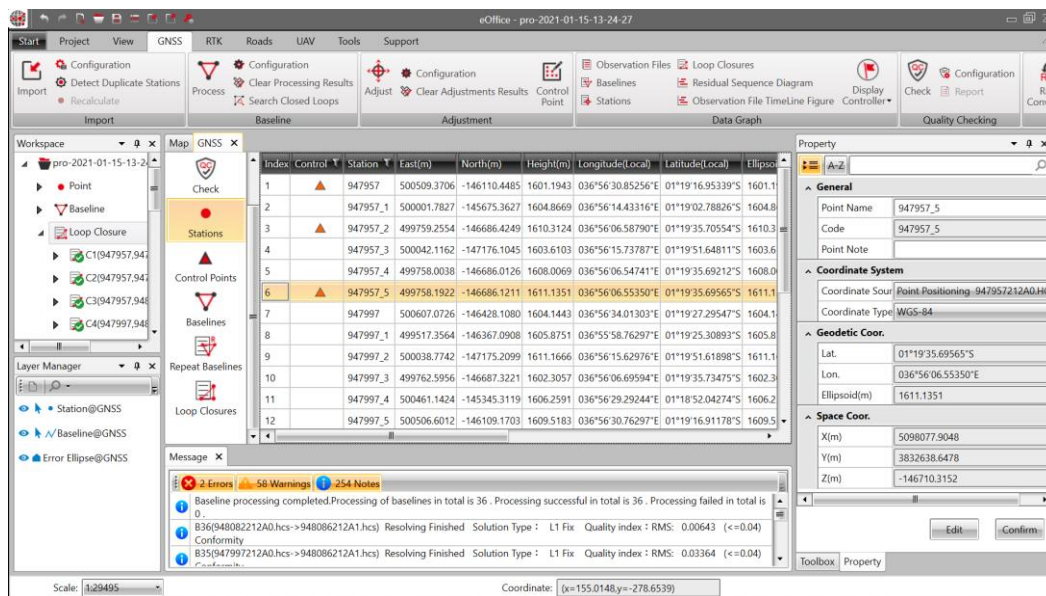 eOffice - pro-2021-01-15-13-24-27
Start Project View GNSS RTK Roads UAV Tools Support
Import
Configuration
Detect Duplicate Stations
Recalculate
Import
Process
Configuration
Clear Processing Results
Search Closed Loops
Baseline
Adjust
Configuration
Clear Adjustments Results
Control Point
Adjustment
Observation Files Loop Closures
Baselines Residual Sequence Diagram
Stations Observation File TimeLine Figure
Display Controller
Data Graph
Check
Configuration
Report
Quality Checking
Workspace
pro-2021-01-15-13-24
Point
Baseline
Loop Closure
C1(947957,947
C2(947957,947
C3(947957,948
C4(947997,948
Layer Manager
Station@GNSS
Baseline@GNSS
Error Ellipse@GNSS
Map GNSS
Check
Stations
Control Points
Baselines
Repeat Baselines
Loop Closures
Index Control Station East(m) North(m) Height(m) Longitude(Local) Latitude(Local) Ellipsoi
1 947957 500509.3706 -146110.4485 1601.1943 036°56'30.85256"E 01°19'16.95339"S 1601.1
2 947957_1 500001.7827 -145675.3627 1604.8669 036°56'14.43316"E 01°19'02.78826"S 1604.8
3 947957_2 499759.2554 -146686.4249 1610.3124 036°56'06.58790"E 01°19'35.70554"S 1610.3
4 947957_3 500042.1162 -147176.1045 1603.6103 036°56'15.73787"E 01°19'51.64811"S 1603.6
5 947957_4 499758.0038 -146686.0126 1608.0069 036°56'06.54741"E 01°19'35.69212"S 1608.0
6 947957_5 499758.1922 -146686.1211 1611.1351 036°56'06.55350"E 01°19'35.69565"S 1611.1
7 947997 500607.0726 -146428.1080 1604.1443 036°56'34.01303"E 01°19'27.29547"S 1604.1
8 947997_1 499517.3564 -146367.0908 1605.8751 036°55'58.76297"E 01°19'25.30893"S 1605.8
9 947997_2 500038.7742 -147175.2099 1611.1666 036°56'15.62976"E 01°19'51.61898"S 1611.1
10 947997_3 499762.5956 -146687.3221 1602.3057 036°56'06.69594"E 01°19'35.73475"S 1602.3
11 947997_4 500461.1424 -145345.3119 1606.2591 036°56'29.29244"E 01°18'52.04274"S 1606.2
12 947997_5 500506.6012 -146109.1703 1609.5183 036°56'30.76297"E 01°19'16.91178"S 1609.5
Message
2 Errors 58 Warnings 254 Notes
Baseline processing completed.Processing of baselines in total is 36 . Processing successful in total is 36 . Processing failed in total is
0 .
B36(948082212A0.hcs->948086212A1.hcs) Resolving Finished Solution Type : L1 Fix Quality index : RMS: 0.00643 (<=0.04)
Conformity
B35(947997212A0.hcs->948086212A1.hcs) Resolving Finished Solution Type : L1 Fix Quality index : RMS: 0.03364 (<=0.04)
Property
A-Z
General
Point Name 947957_5
Code 947957_5
Point Note
Coordinate System
Coordinate Sour Point Positioning 947957212A0.H
Coordinate Type WGS-84
Geodetic Coor.
Lat. 01°19'35.69565"S
Lon. 036°56'06.55350"E
Ellipsoid(m) 1611.1351
Space Coor.
X(m) 5098077.9048
Y(m) 3832638.6478
Z(m) -146710.3152
Edit Confirm
Toolbox Property
Scale: 1:29495
Coordinate: (x=155.0148,y=-278.6539)